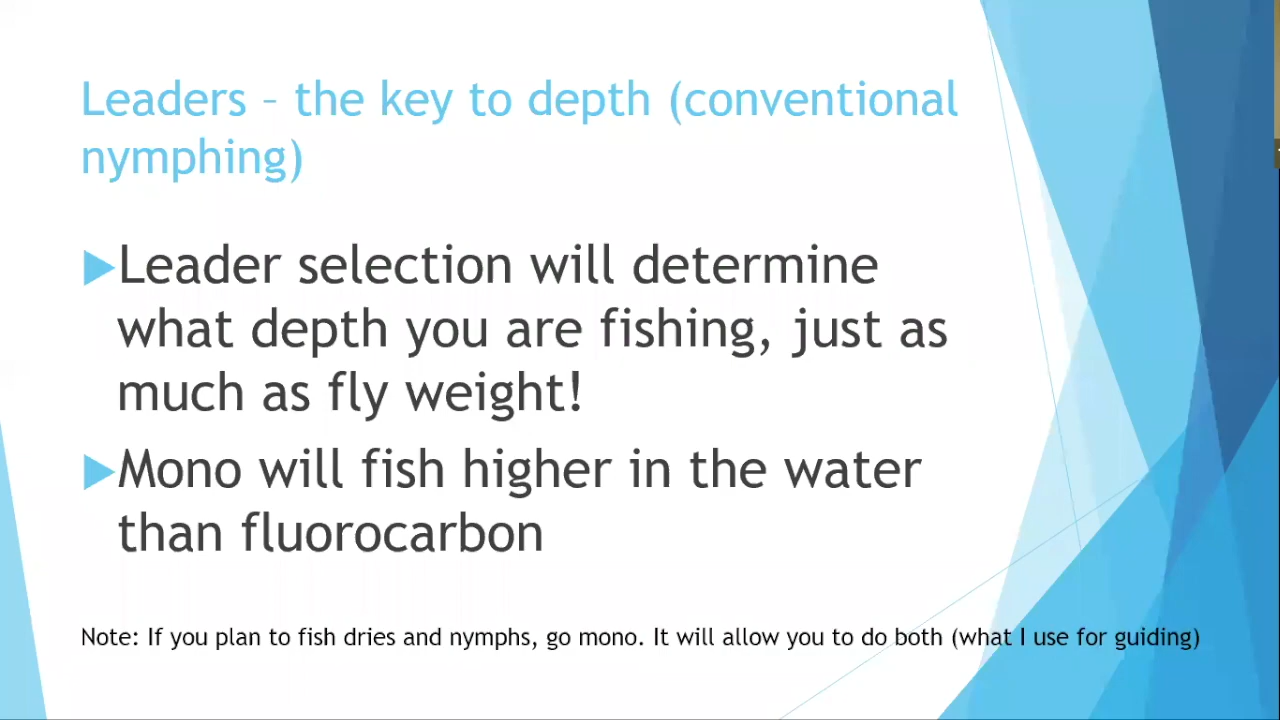 Leaders – the key to depth (conventional
nymphing)
Leader selection will determine
what depth you are fishing, just as
much as fly weight!
Mono will fish higher in the water
than fluorocarbon
Note: If you plan to fish dries and nymphs, go mono. It will allow you to do both (what I use for guiding)